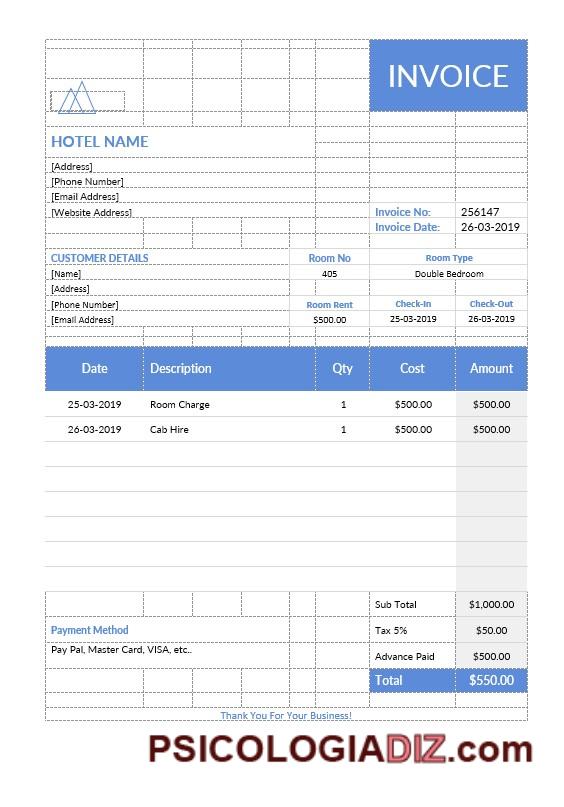 INVOICE
HOTEL NAME
[Address]
[Phone Number]
[Email Address]
[Website Address] Invoice No: 256147
Invoice Date: 26-03-2019
CUSTOMER DETAILS Room No Room Type
[Name] 405 Double Bedroom
[Address]
[Phone Number] Room Rent Check-In Check-Out
[Email Address] $500.00 25-03-2019 26-03-2019
Date Description Qty Cost Amount
25-03-2019 Room Charge 1 $500.00 $500.00
26-03-2019 Cab Hire 1 $500.00 $500.00
Sub Total $1,000.00
Payment Method Tax 5% $50.00
Pay Pal, Master Card, VISA, etc.. Advance Paid $500.00
Total $550.00
Thank You For Your Business!
PSICOLOGIADIZ.com